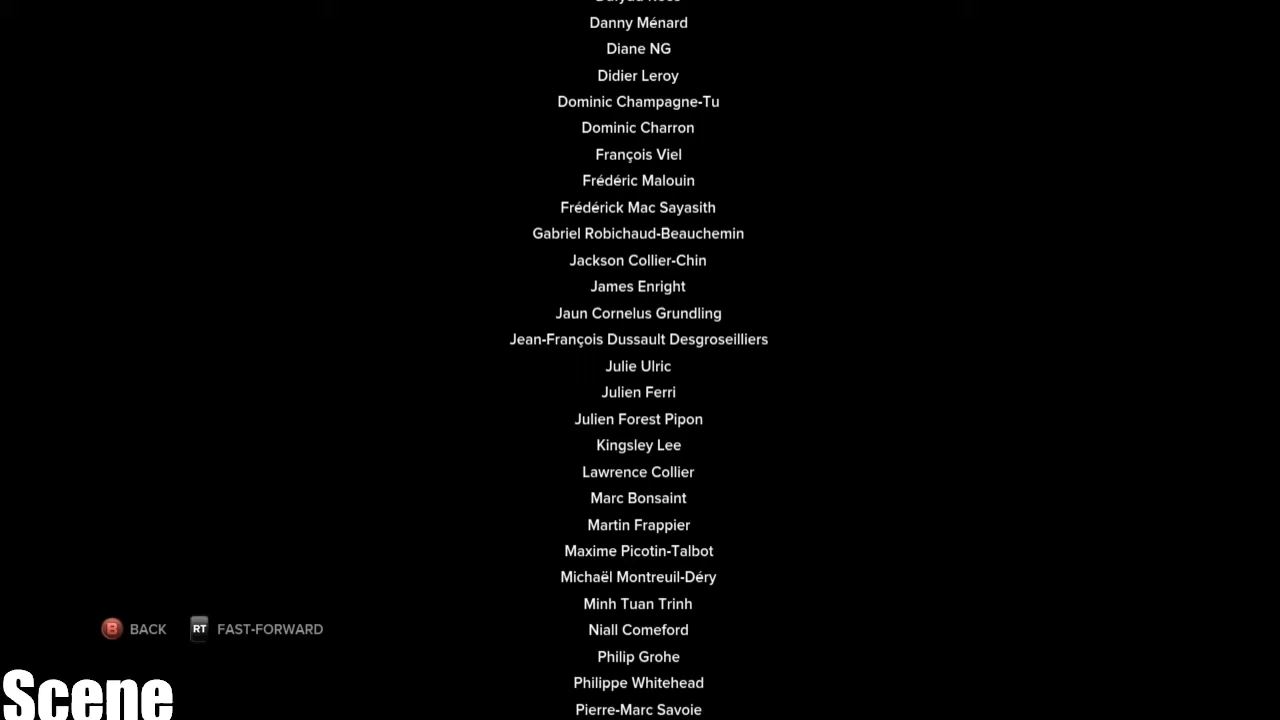 Danny Ménard
Diane NG
Didier Leroy
Dominic Champagne-Tu
Dominic Charron
François Viel
Frédéric Malouin
Frédérick Mac Sayasith
Gabriel Robichaud-Beauchemin
Jackson Collier-Chin
James Enright
Jaun Cornelus Grundling
Jean-François Dussault Desgroseilliers
Julie Ulric
Julien Ferri
Julien Forest Pipon
Kingsley Lee
Lawrence Collier
Marc Bonsaint
Martin Frappier
Maxime Picotin-Talbot
Michaël Montreuil-Déry
Minh Tuan Trinh
Niall Comeford
B BACK RT FAST-FORWARD
Philip Grohe
Philippe Whitehead
Scene
Pierre-Marc Savoie